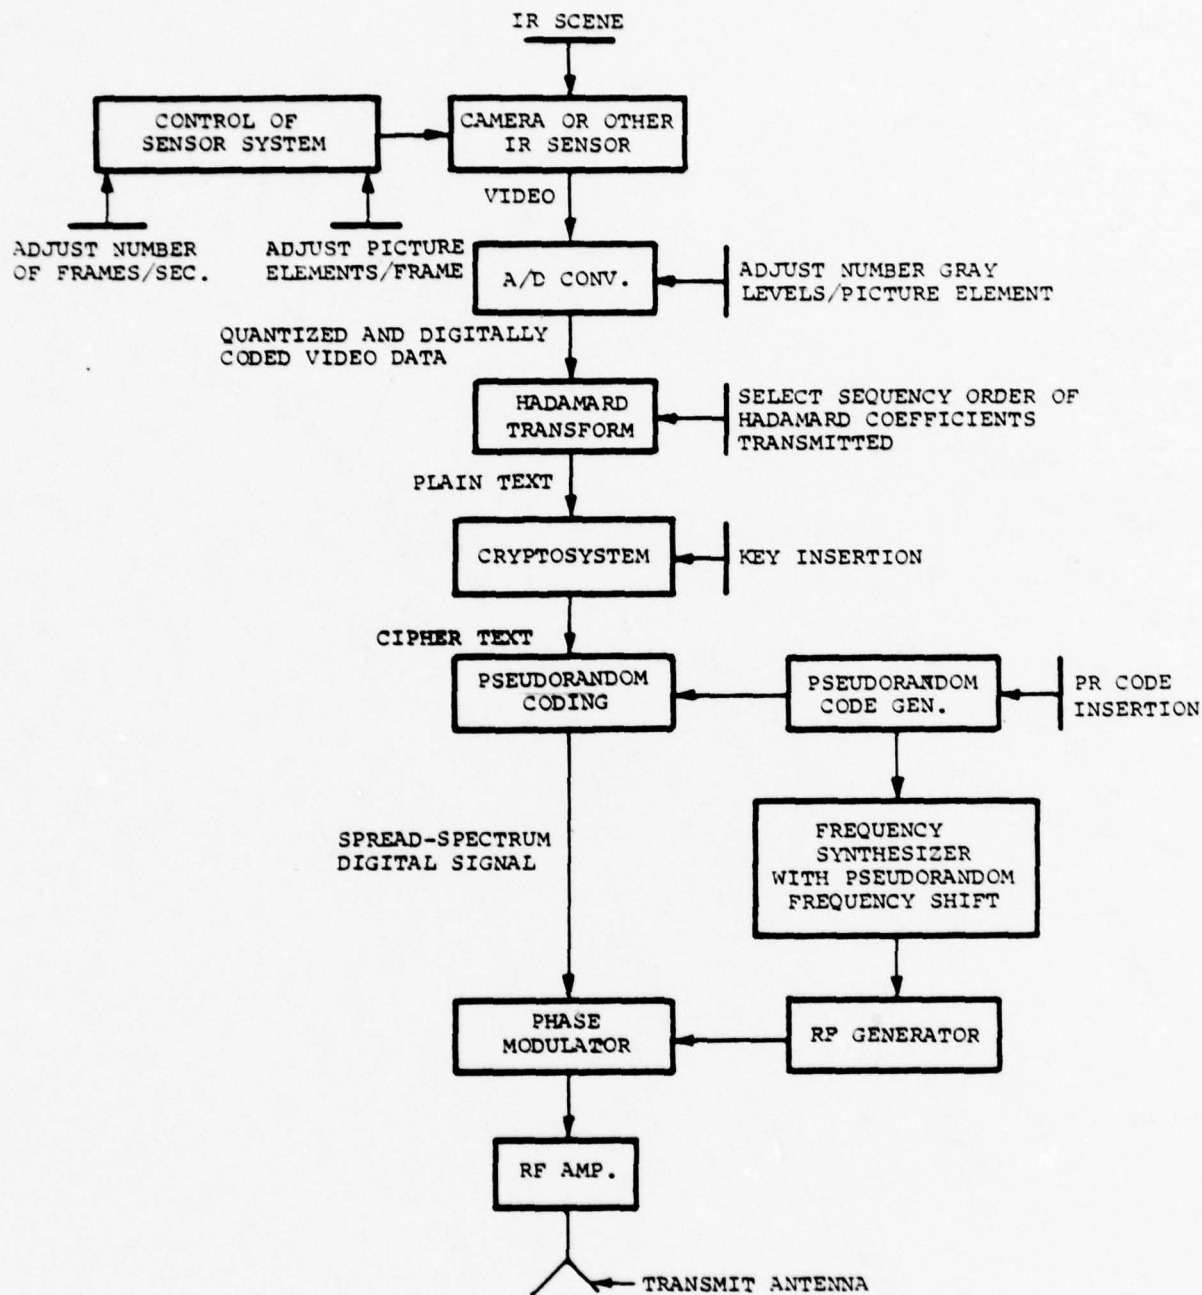 IR SCENE
CONTROL OF
SENSOR SYSTEM
CAMERA OR OTHER
IR SENSOR
VIDEO
ADJUST NUMBER
OF FRAMES/SEC.
ADJUST PICTURE
ELEMENTS/FRAME
A/D CONV.
ADJUST NUMBER GRAY
LEVELS/PICTURE ELEMENT
QUANTIZED AND DIGITALLY
CODED VIDEO DATA
HADAMARD
TRANSFORM
SELECT SEQUENCY ORDER OF
HADAMARD COEFFICIENTS
TRANSMITTED
PLAIN TEXT
CRYPTOSYSTEM
KEY INSERTION
CIPHER TEXT
PSEUDORANDOM
CODING
PSEUDORANDOM
CODE GEN.
PR CODE
INSERTION
SPREAD-SPECTRUM
DIGITAL SIGNAL
FREQUENCY
SYNTHESIZER
WITH PSEUDORANDOM
FREQUENCY SHIFT
PHASE
MODULATOR
RF GENERATOR
RF AMP.
TRANSMIT ANTENNA